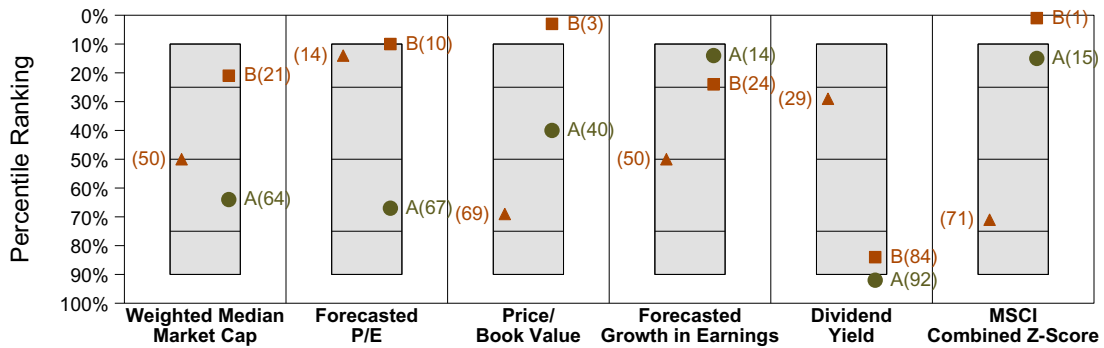 Percentile Ranking
0%
10%
20%
30%
40%
50%
60%
70%
80%
90%
100%
(50)
B(21)
A(64)
(14)
B(10)
A(67)
(69)
B(3)
A(40)
(50)
A(14)
B(24)
(29)
B(84)
A(92)
(71)
B(1)
A(15)
Weighted Median
Market Cap
Forecasted
P/E
Price/
Book Value
Forecasted
Growth in Earnings
Dividend
Yield
MSCI
Combined Z-Score